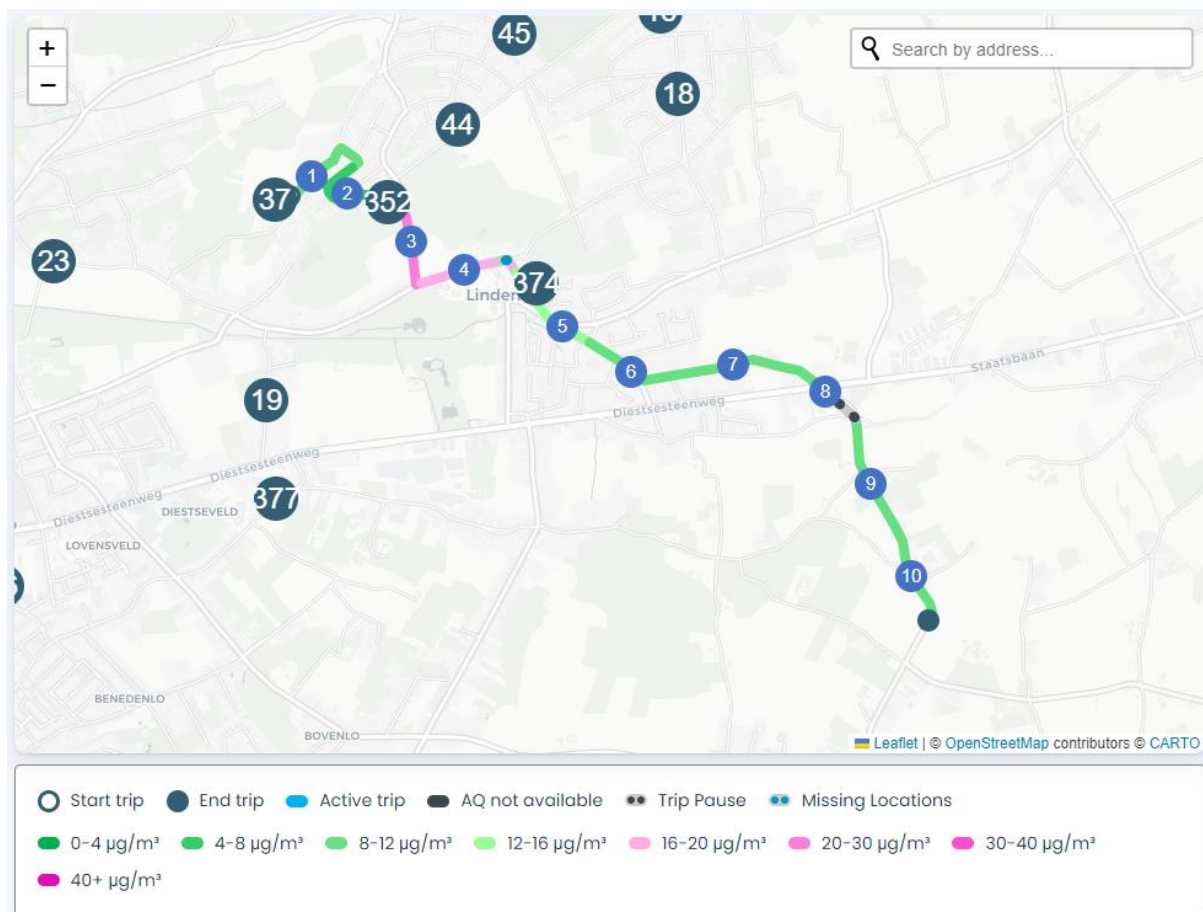 45
18
+
−
Search by address...
44
1
2
37
352
3
23
4
374
Linden
5
6
7
8
Staatsbaan
19
Diestsesteenweg
Diestsesteenweg
9
377
Diestsesteenweg
DIESTSEVELD
LOVENSVELD
10
BENEDENLO
BOVENLO
Leaflet | © OpenStreetMap contributors © CARTO
Start trip End trip Active trip AQ not available Trip Pause Missing Locations
0-4 µg/m³ 4-8 µg/m³ 8-12 µg/m³ 12-16 µg/m³ 16-20 µg/m³ 20-30 µg/m³ 30-40 µg/m³
40+ µg/m³